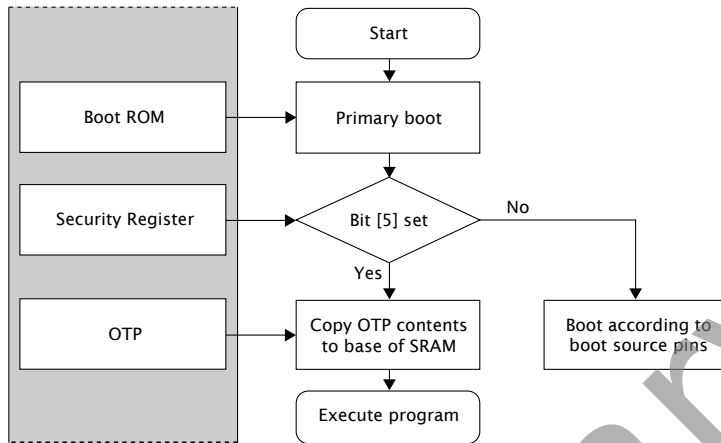 Start
Boot ROM
Primary boot
Security Register
Bit [5] set
No
Yes
OTP
Copy OTP contents
to base of SRAM
Boot according to
boot source pins
Execute program